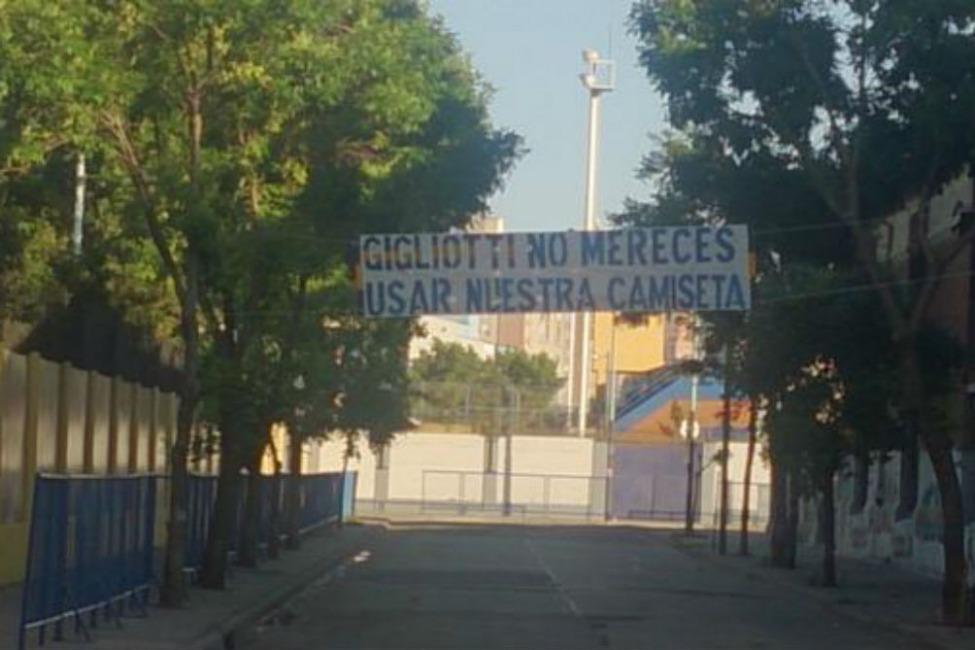 GIGLIOTTI NO MERECES
USAR NUESTRA CAMISETA